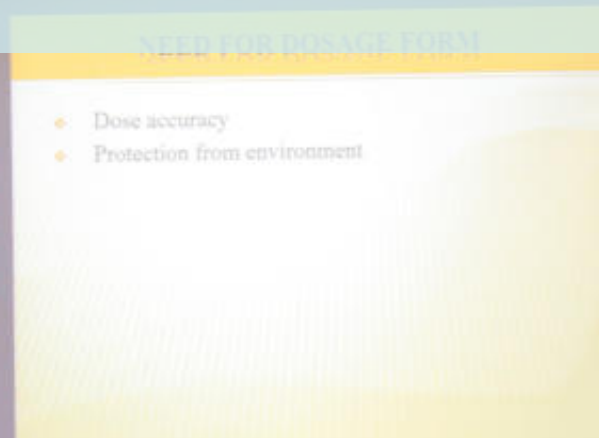 NEED FOR DOSAGE FORM
Dose accuracy
Protection from environment